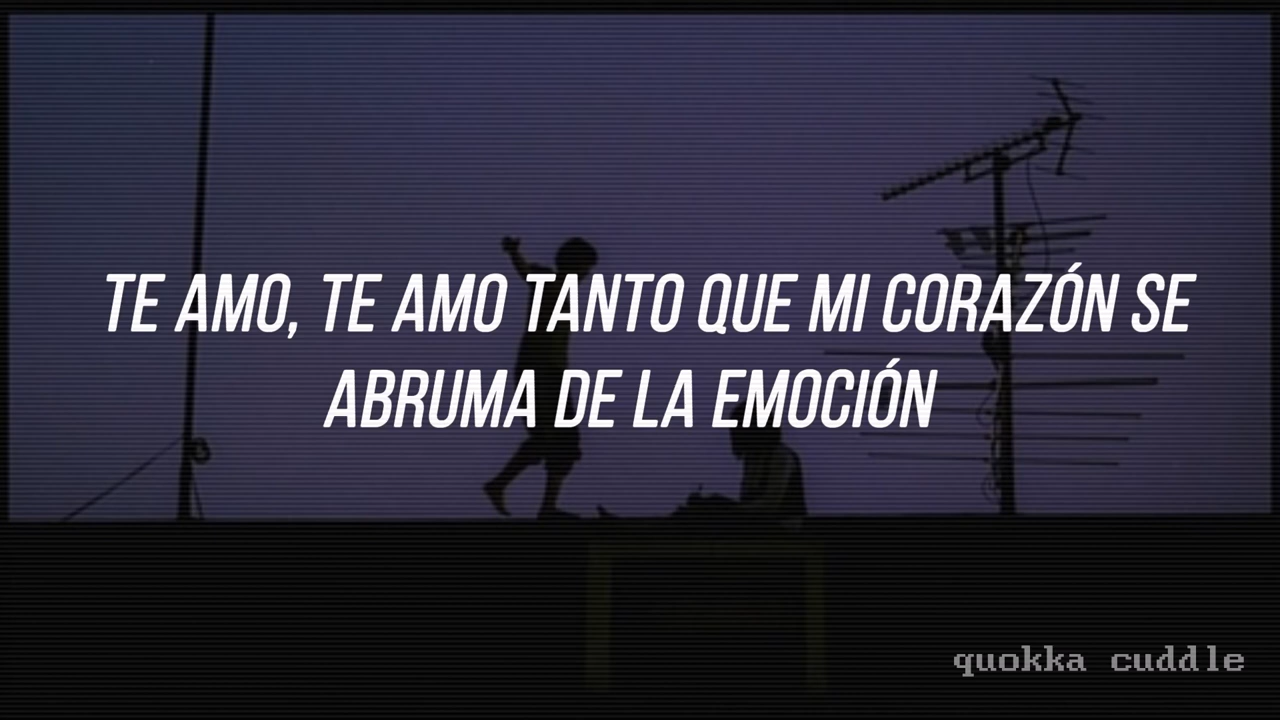 TE AMO, TE AMO TANTO QUE MI CORAZÓN SE
ABRUMA DE LA EMOCIÓN
quokka cuddle